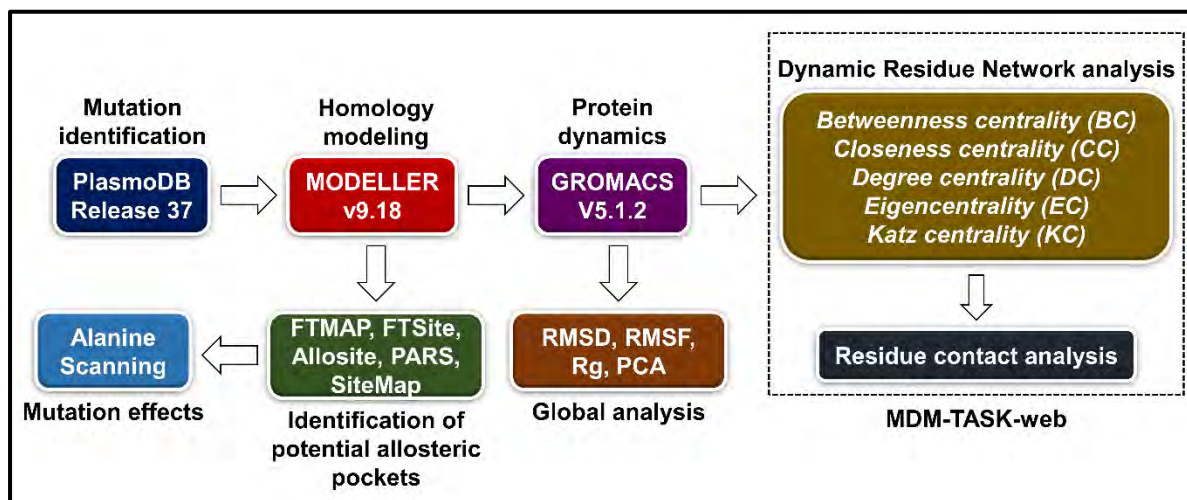 Mutation
identification
PlasmoDB
Release 37
Homology
modeling
MODELLER
v9.18
Protein
dynamics
GROMACS
V5.1.2
Dynamic Residue Network analysis
Betweenness centrality (BC)
Closeness centrality (CC)
Degree centrality (DC)
Eigencentrality (EC)
Katz centrality (KC)
Alanine
Scanning
Mutation effects
FTMAP, FTSite,
Allosite, PARS,
SiteMap
Identification of
potential allosteric
pockets
RMSD, RMSF,
Rg, PCA
Global analysis
Residue contact analysis
MDM-TASK-web